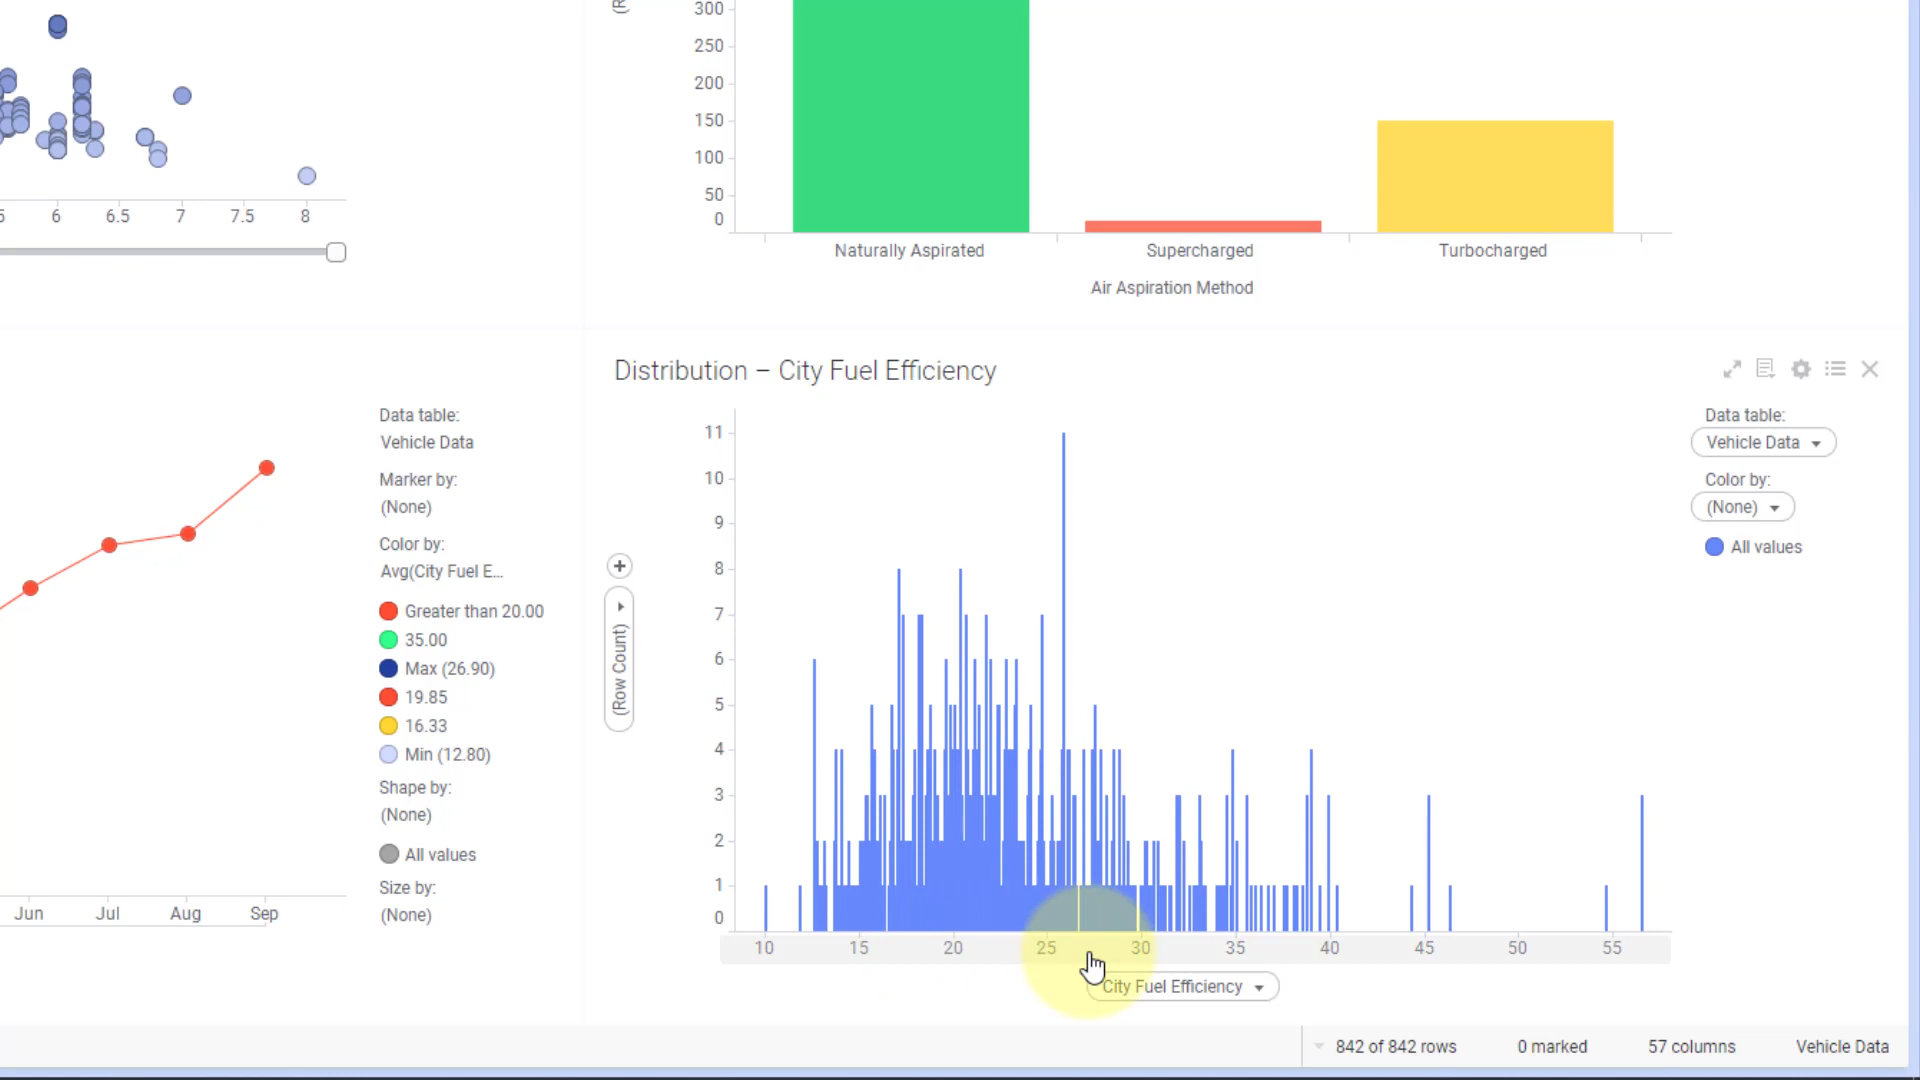 6 6.5 7 7.5 8
300
250
200
150
100
50
0
Naturally Aspirated Supercharged Turbocharged
Air Aspiration Method
Data table:
Vehicle Data
Marker by:
(None)
Color by:
Avg(City Fuel E...
Greater than 20.00
35.00
Max (26.90)
19.85
16.33
Min (12.80)
Shape by:
(None)
All values
Size by:
(None)
Jun Jul Aug Sep
Distribution – City Fuel Efficiency
(Row Count)
11
10
9
8
7
6
5
4
3
2
1
0
10 15 20 25 30 35 40 45 50 55
City Fuel Efficiency
Data table:
Vehicle Data
Color by:
(None)
All values
842 of 842 rows 0 marked 57 columns Vehicle Data